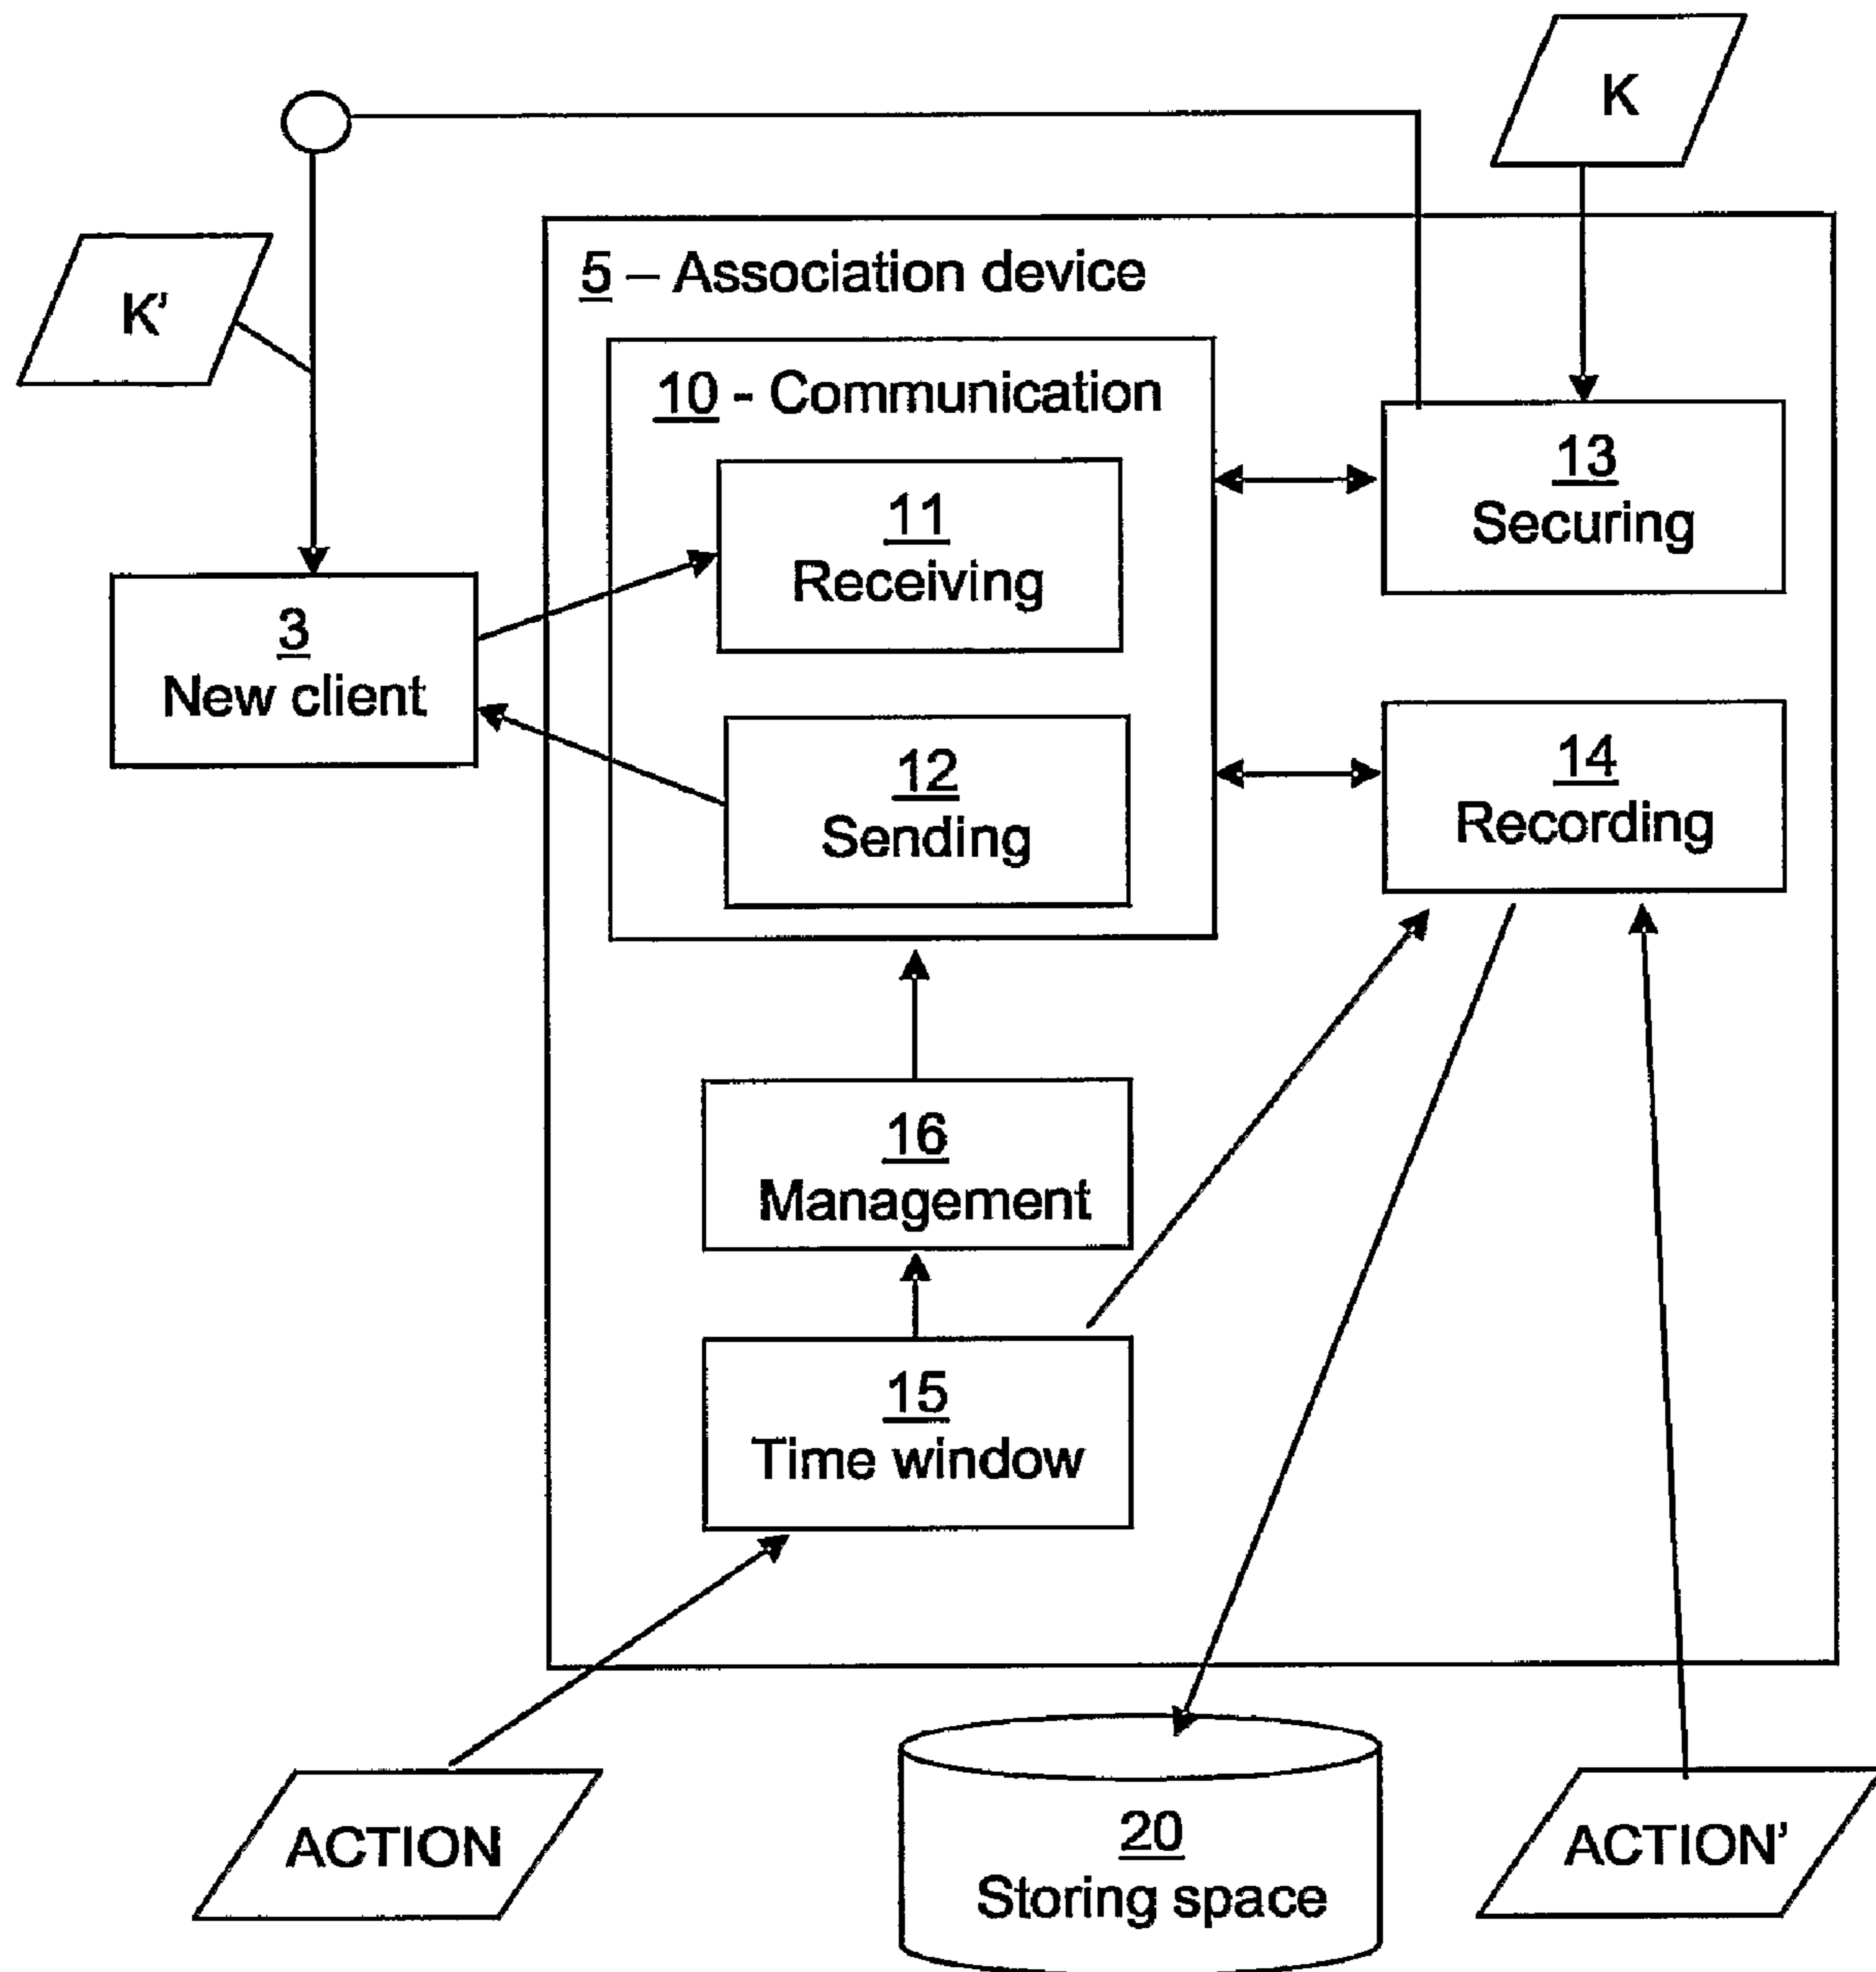 K
K'
5 – Association device
10 - Communication
11
Receiving
13
Securing
3
New client
12
Sending
14
Recording
16
Management
15
Time window
ACTION
20
Storing space
ACTION'